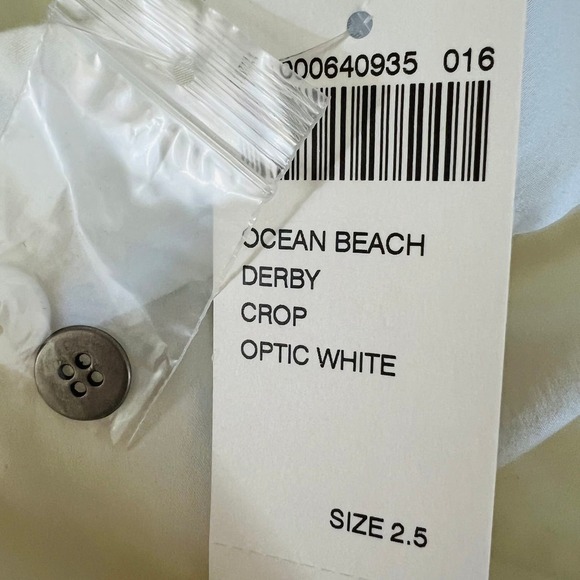 000640935 016
OCEAN BEACH
DERBY
CROP
OPTIC WHITE
SIZE 2.5